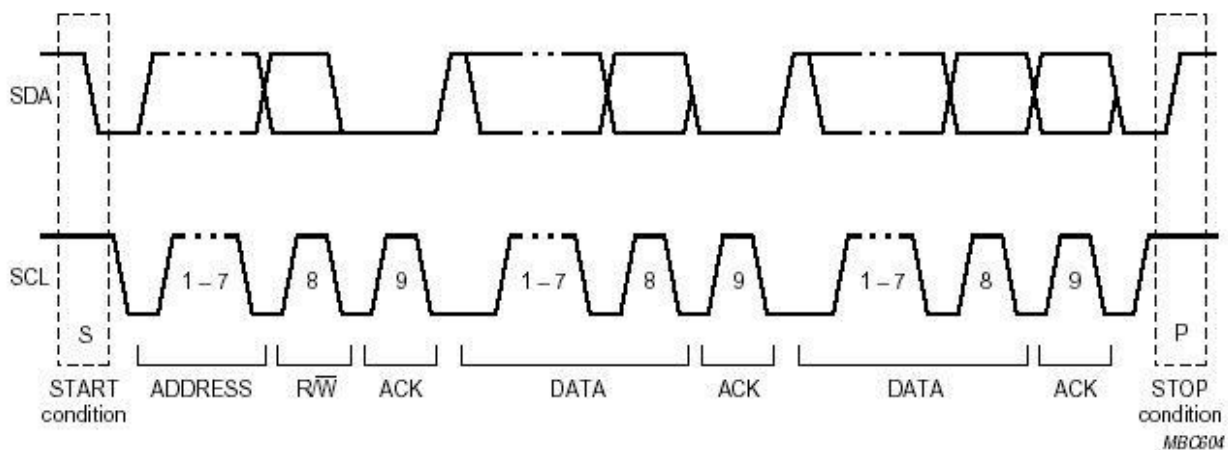 SDA
SCL
1 – 7 8 9 1 – 7 8 9 1 – 7 8 9
S P
START condition ADDRESS R/W̅ ACK DATA ACK DATA ACK STOP condition
MBC604